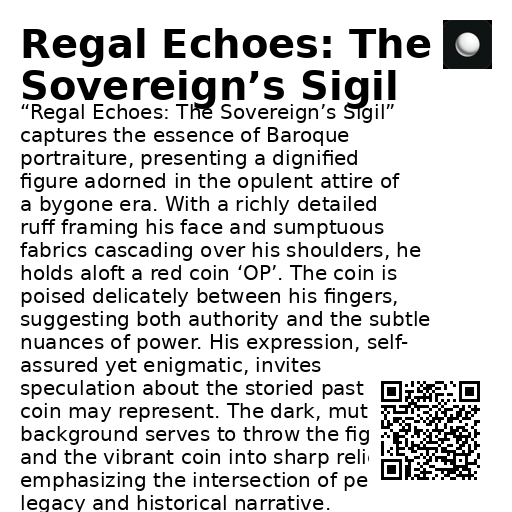 Regal Echoes: The
Sovereign’s Sigil
“Regal Echoes: The Sovereign’s Sigil”
captures the essence of Baroque
portraiture, presenting a dignified
figure adorned in the opulent attire of
a bygone era. With a richly detailed
ruff framing his face and sumptuous
fabrics cascading over his shoulders, he
holds aloft a red coin ‘OP’. The coin is
poised delicately between his fingers,
suggesting both authority and the subtle
nuances of power. His expression, self-
assured yet enigmatic, invites
speculation about the storied past
coin may represent. The dark, mut
background serves to throw the fig
and the vibrant coin into sharp reli
emphasizing the intersection of pe
legacy and historical narrative.